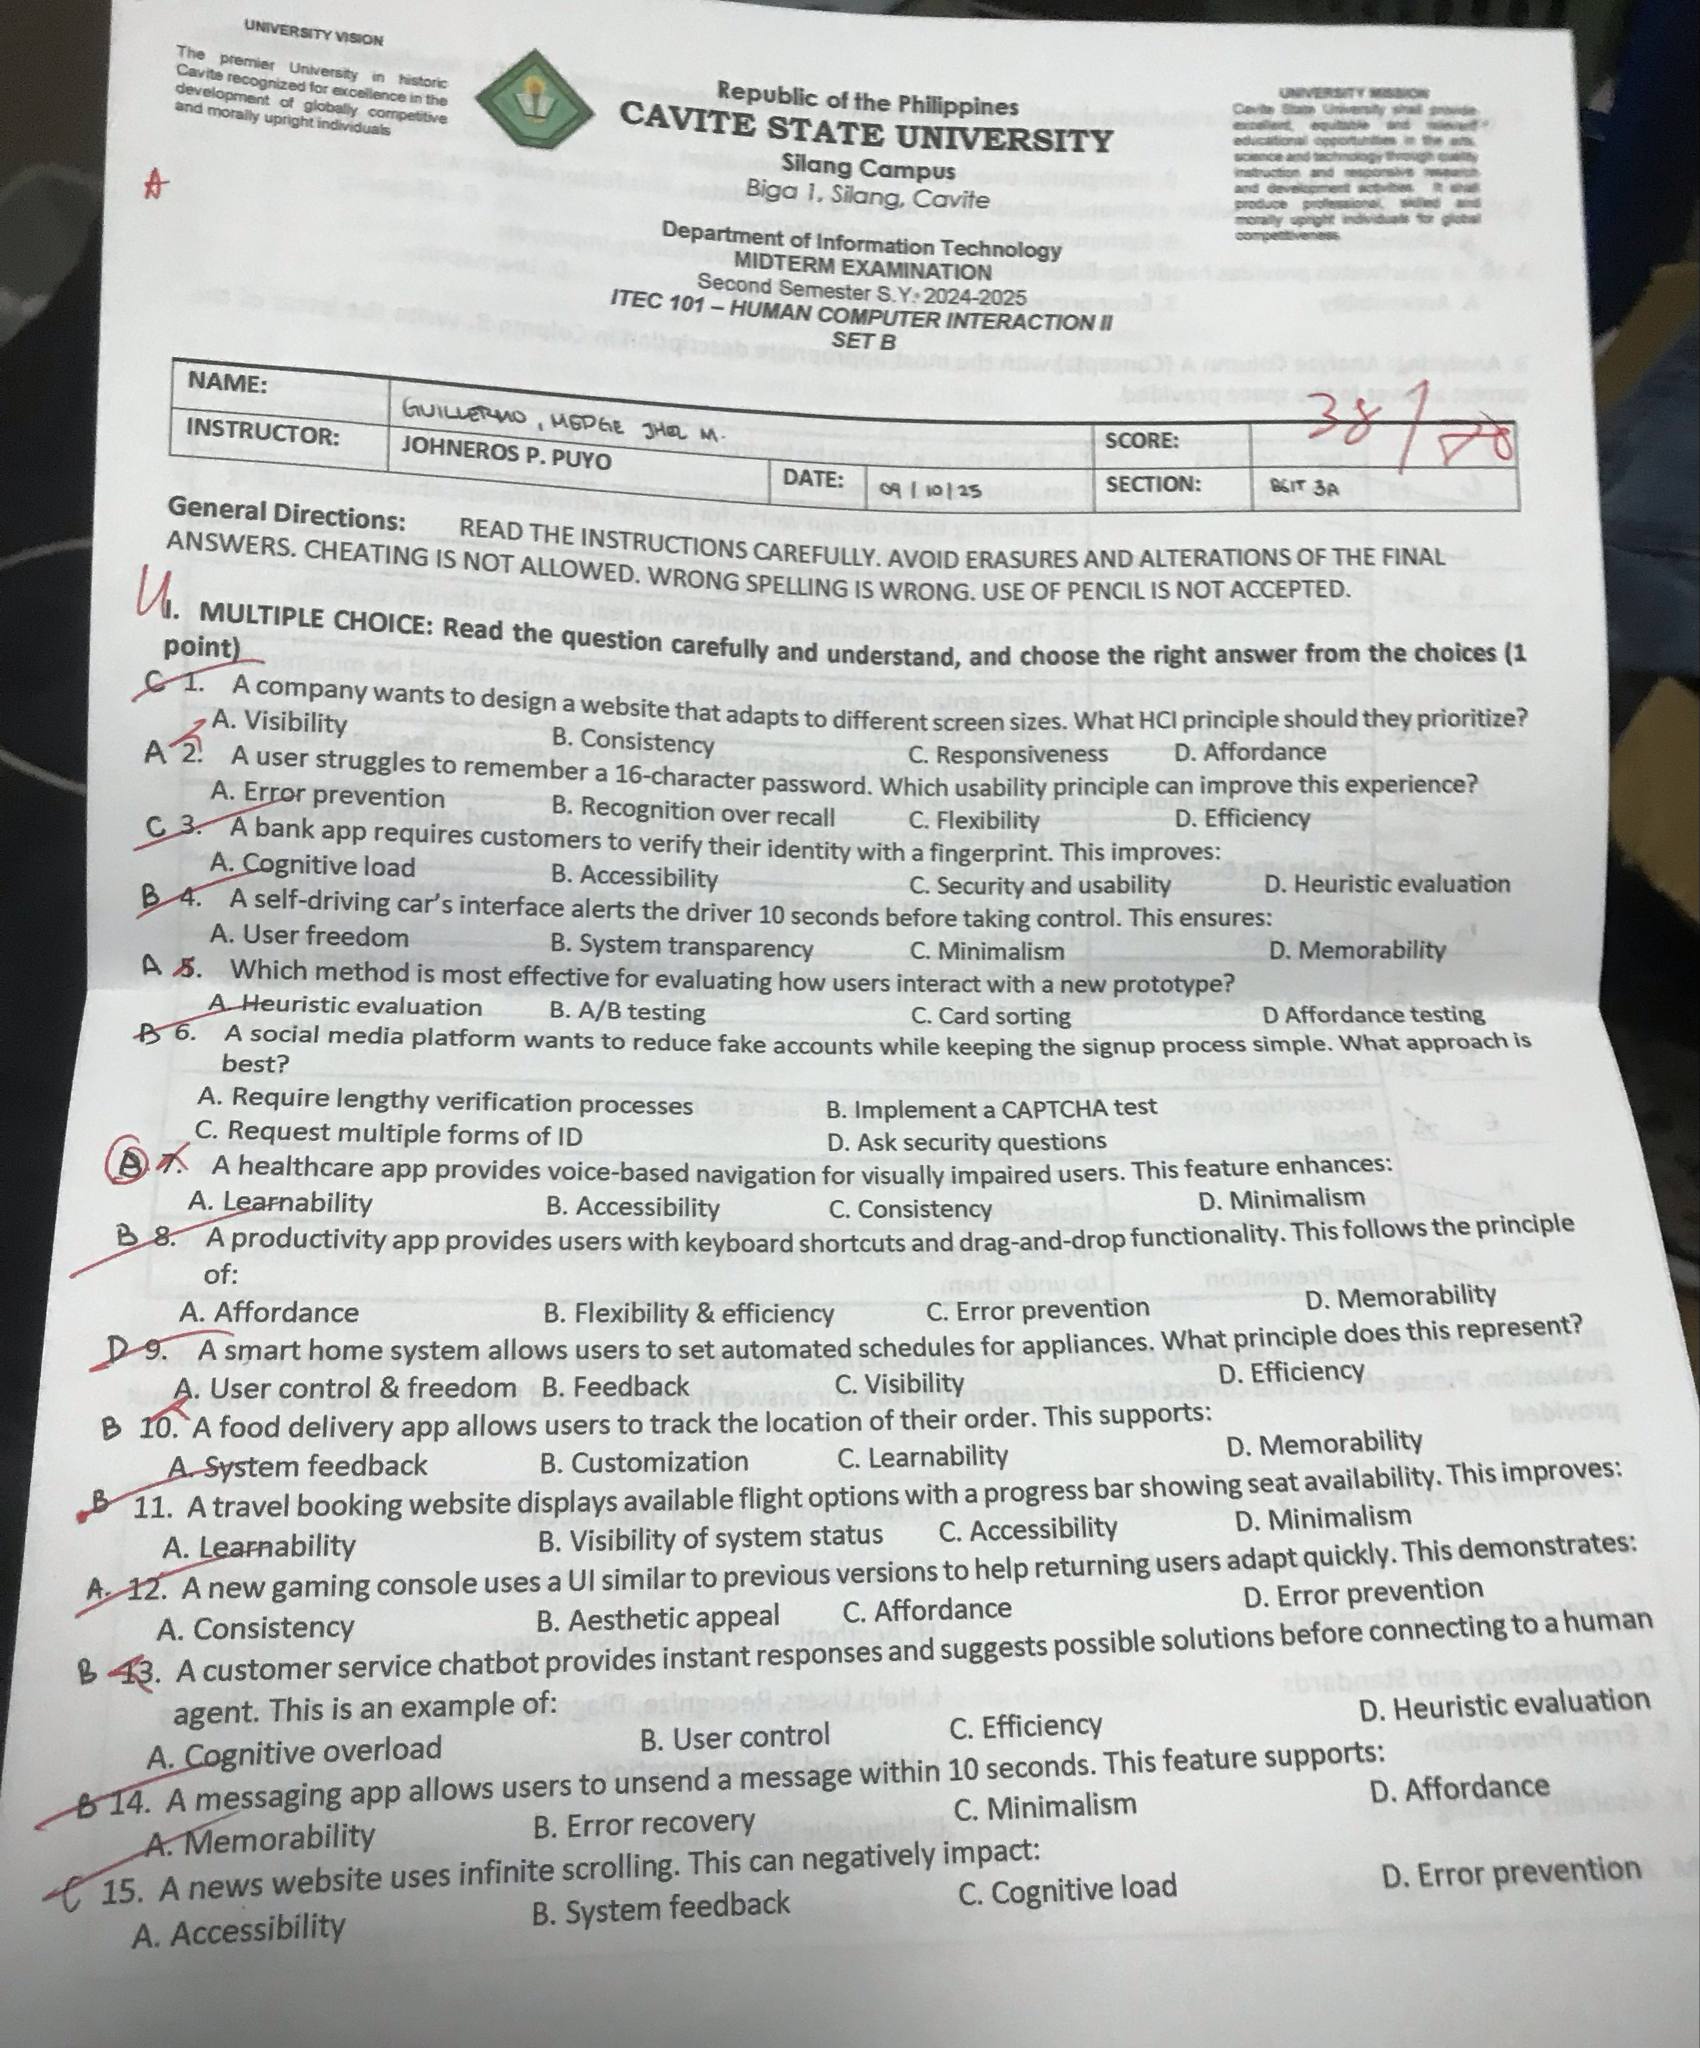 UNIVERSITY VISION
The premier University in historic
Cavite recognized for excellence in the
development of globally competitive
and morally upright individuals
Republic of the Philippines
CAVITE STATE UNIVERSITY
Silang Campus
Biga 1, Silang, Cavite
UNIVERSITY MISSION
Cavite State University shall provide
excellent, equitable and relevant
educational opportunities in the arts,
science and technology through quality
instruction and responsive research
and development activities. It shall
produce professional, skilled and
morally upright individuals for global
competitiveness.
A
Department of Information Technology
MIDTERM EXAMINATION
Second Semester S.Y. 2024-2025
ITEC 101 – HUMAN COMPUTER INTERACTION II
SET B
NAME: GUILLERMO, MEDGE JHOL M. SCORE: 38/
INSTRUCTOR: JOHNEROS P. PUYO DATE: 09/10/25 SECTION: BSIT 3A
General Directions: READ THE INSTRUCTIONS CAREFULLY. AVOID ERASURES AND ALTERATIONS OF THE FINAL
ANSWERS. CHEATING IS NOT ALLOWED. WRONG SPELLING IS WRONG. USE OF PENCIL IS NOT ACCEPTED.
I. MULTIPLE CHOICE: Read the question carefully and understand, and choose the right answer from the choices (1
point)
C 1. A company wants to design a website that adapts to different screen sizes. What HCI principle should they prioritize?
A. Visibility B. Consistency C. Responsiveness D. Affordance
A 2. A user struggles to remember a 16-character password. Which usability principle can improve this experience?
A. Error prevention B. Recognition over recall C. Flexibility D. Efficiency
C 3. A bank app requires customers to verify their identity with a fingerprint. This improves:
A. Cognitive load B. Accessibility C. Security and usability D. Heuristic evaluation
B 4. A self-driving car's interface alerts the driver 10 seconds before taking control. This ensures:
A. User freedom B. System transparency C. Minimalism D. Memorability
A 5. Which method is most effective for evaluating how users interact with a new prototype?
A. Heuristic evaluation B. A/B testing C. Card sorting D Affordance testing
B 6. A social media platform wants to reduce fake accounts while keeping the signup process simple. What approach is
best?
A. Require lengthy verification processes B. Implement a CAPTCHA test
C. Request multiple forms of ID D. Ask security questions
7. A healthcare app provides voice-based navigation for visually impaired users. This feature enhances:
A. Learnability B. Accessibility C. Consistency D. Minimalism
B 8. A productivity app provides users with keyboard shortcuts and drag-and-drop functionality. This follows the principle
of:
A. Affordance B. Flexibility & efficiency C. Error prevention D. Memorability
D 9. A smart home system allows users to set automated schedules for appliances. What principle does this represent?
A. User control & freedom B. Feedback C. Visibility D. Efficiency
B 10. A food delivery app allows users to track the location of their order. This supports:
A. System feedback B. Customization C. Learnability D. Memorability
B 11. A travel booking website displays available flight options with a progress bar showing seat availability. This improves:
A. Learnability B. Visibility of system status C. Accessibility D. Minimalism
A. 12. A new gaming console uses a UI similar to previous versions to help returning users adapt quickly. This demonstrates:
A. Consistency B. Aesthetic appeal C. Affordance D. Error prevention
B 13. A customer service chatbot provides instant responses and suggests possible solutions before connecting to a human
agent. This is an example of:
A. Cognitive overload B. User control C. Efficiency D. Heuristic evaluation
B 14. A messaging app allows users to unsend a message within 10 seconds. This feature supports:
A. Memorability B. Error recovery C. Minimalism D. Affordance
C 15. A news website uses infinite scrolling. This can negatively impact:
A. Accessibility B. System feedback C. Cognitive load D. Error prevention